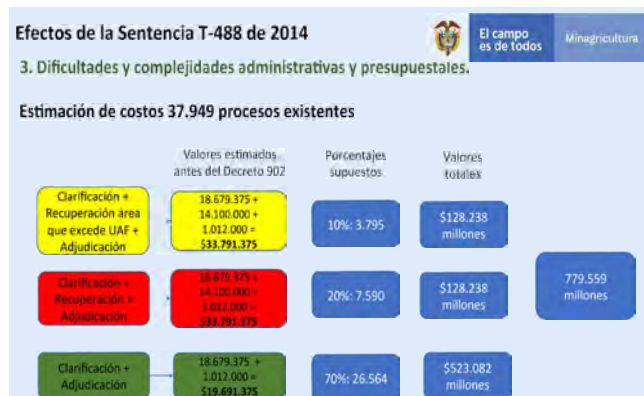 Efectos de la Sentencia T-488 de 2014
El campo
es de todos
Minagricultura
3. Dificultades y complejidades administrativas y presupuestales.
Estimación de costos 37.949 procesos existentes
Valores estimados
antes del Decreto 902
Porcentajes
supuestos
Valores
totales
Clarificación +
Recuperación área
que excede UAF +
Adjudicación
18.679.375 +
14.100.000 +
1.012.000 =
$33.791.375
10%: 3.795
$128.238
millones
Clarificación +
Recuperación +
Adjudicación
18.679.375 +
14.100.000 +
1.012.000 =
$33.791.375
20%: 7.590
$128.238
millones
779.559
millones
Clarificación +
Adjudicación
18.679.375 +
1.012.000 =
$19.691.375
70%: 26.564
$523.082
millones